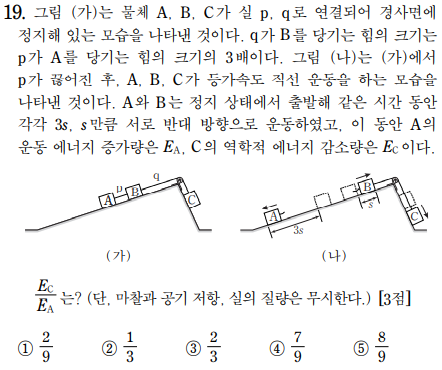 19. 그림 (가)는 물체 A, B, C가 실 p, q로 연결되어 경사면에
정지해 있는 모습을 나타낸 것이다. q가 B를 당기는 힘의 크기는
p가 A를 당기는 힘의 크기의 3배이다. 그림 (나)는 (가)에서
p가 끊어진 후, A, B, C가 등가속도 직선 운동을 하는 모습을
나타낸 것이다. A와 B는 정지 상태에서 출발해 같은 시간 동안
각각 3s, s만큼 서로 반대 방향으로 운동하였고, 이 동안 A의
운동 에너지 증가량은 E_A, C의 역학적 에너지 감소량은 E_C이다.
A p B q C
A 3s B s C
(가) (나)
E_C/E_A 는? (단, 마찰과 공기 저항, 실의 질량은 무시한다.) [3점]
① 2/9 ② 1/3 ③ 2/3 ④ 7/9 ⑤ 8/9